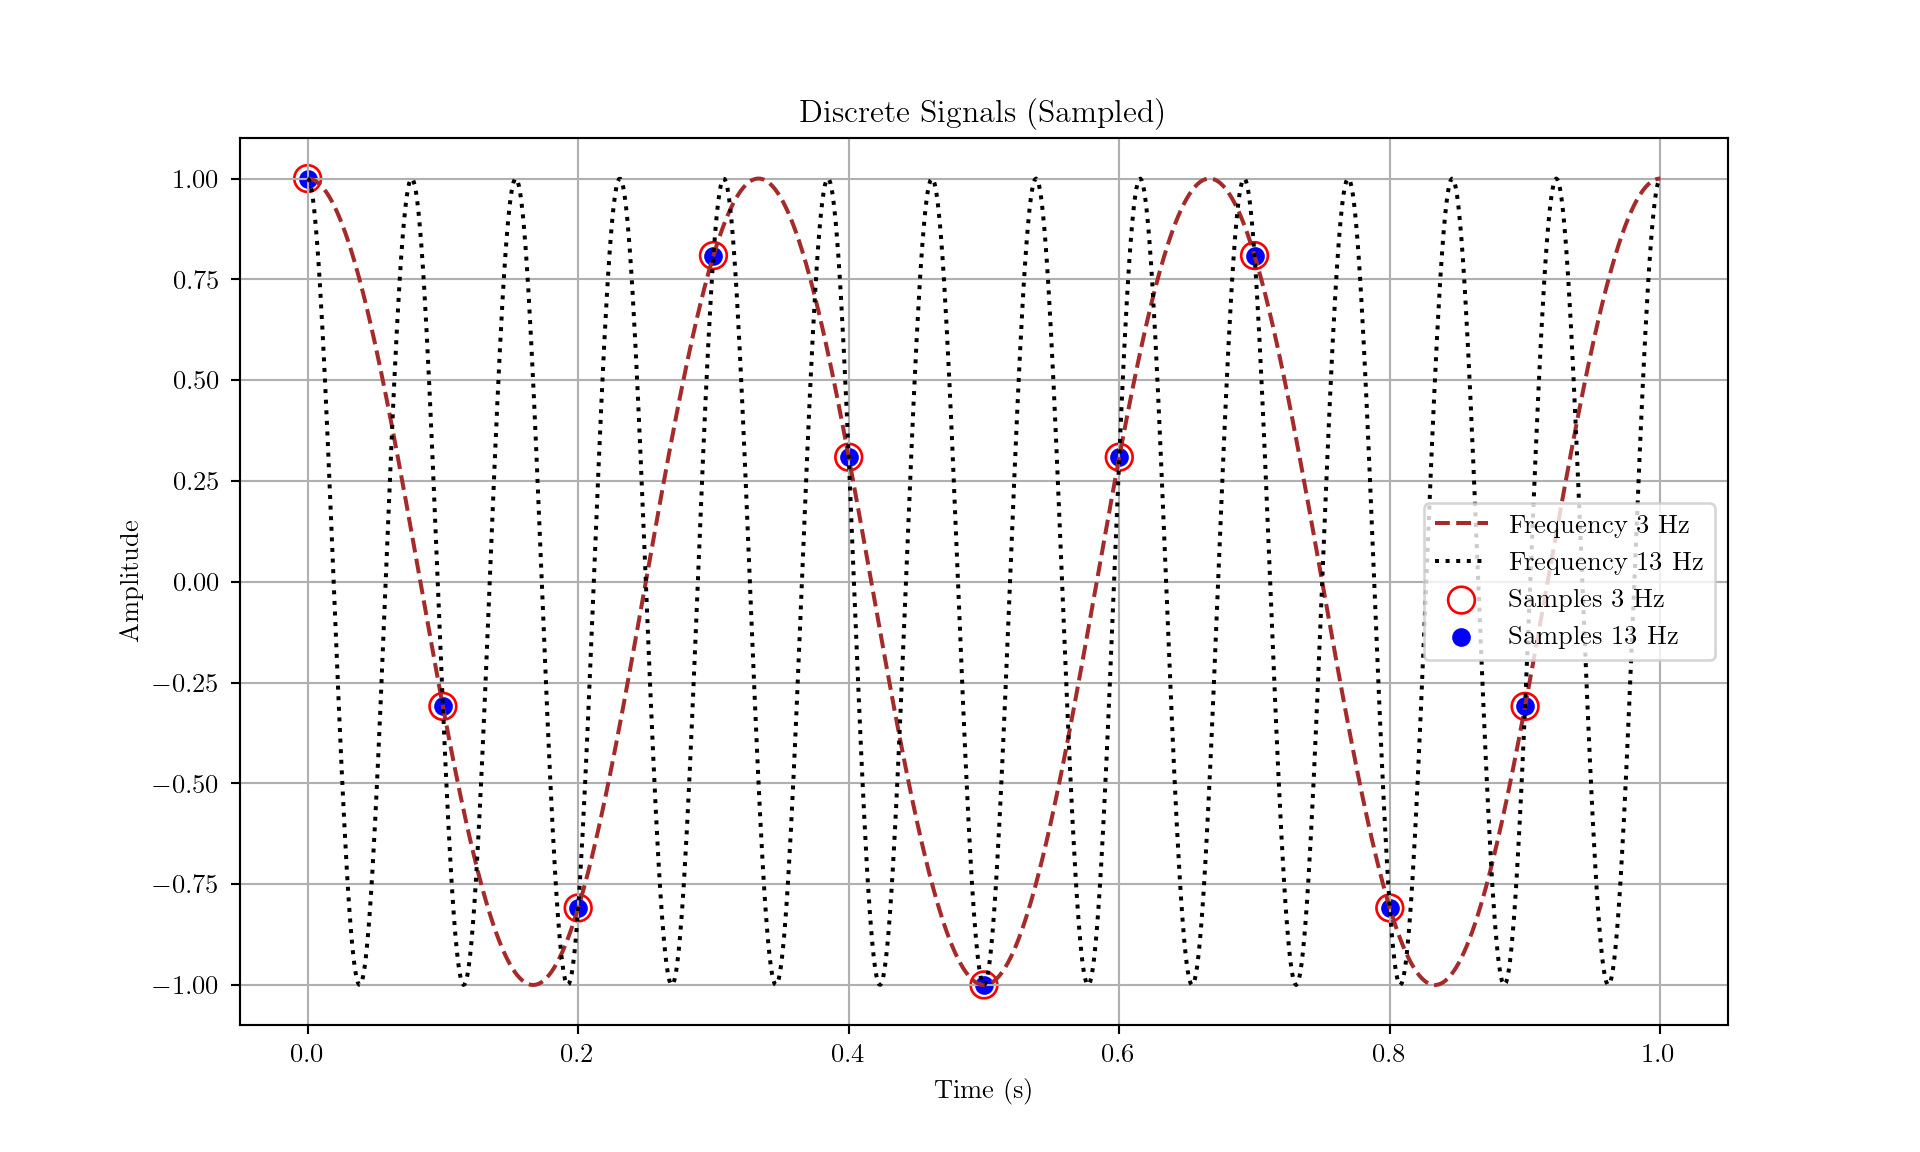 Discrete Signals (Sampled)
1.00
0.75
0.50
0.25
0.00
−0.25
−0.50
−0.75
−1.00
Amplitude
Frequency 3 Hz
Frequency 13 Hz
Samples 3 Hz
Samples 13 Hz
0.0 0.2 0.4 0.6 0.8 1.0
Time (s)